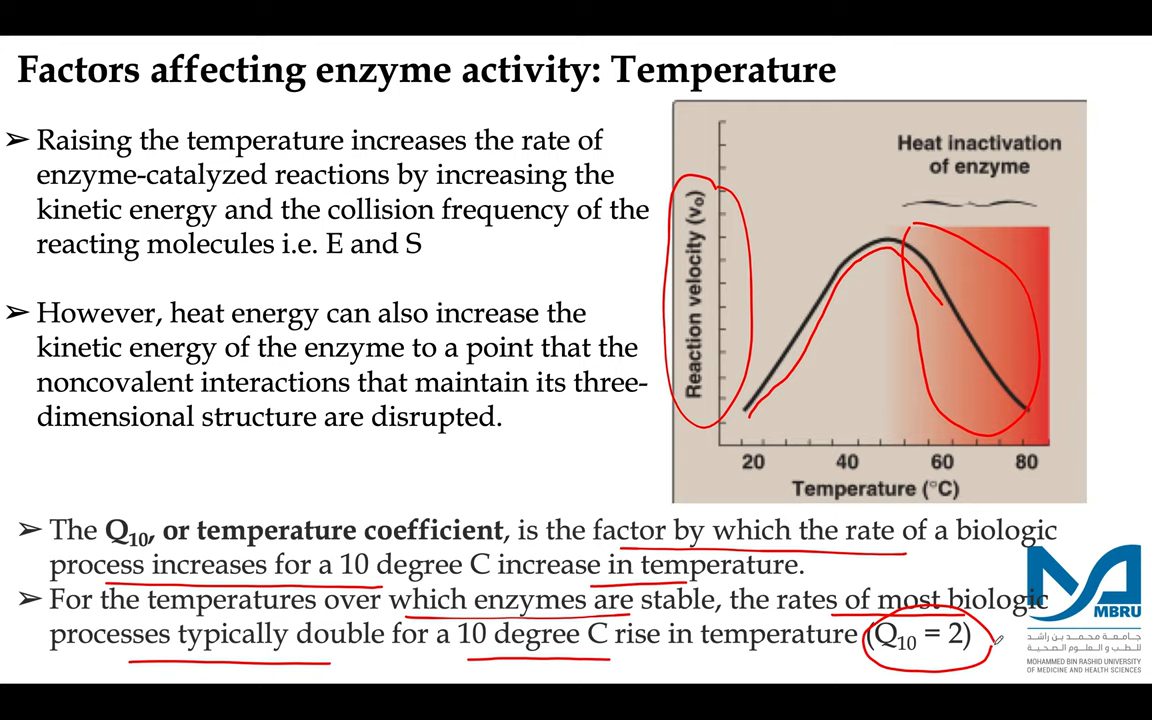 Factors affecting enzyme activity: Temperature
➢ Raising the temperature increases the rate of
enzyme-catalyzed reactions by increasing the
kinetic energy and the collision frequency of the
reacting molecules i.e. E and S
➢ However, heat energy can also increase the
kinetic energy of the enzyme to a point that the
noncovalent interactions that maintain its three-
dimensional structure are disrupted.
Heat inactivation
of enzyme
Reaction velocity (v₀)
20 40 60 80
Temperature (°C)
➢ The Q₁₀, or temperature coefficient, is the factor by which the rate of a biologic
process increases for a 10 degree C increase in temperature.
➢ For the temperatures over which enzymes are stable, the rates of most biologic
processes typically double for a 10 degree C rise in temperature (Q₁₀ = 2)
MBRU
جامعة محمد بن راشد
للطب و العلوم الصحية
MOHAMMED BIN RASHID UNIVERSITY
OF MEDICINE AND HEALTH SCIENCES